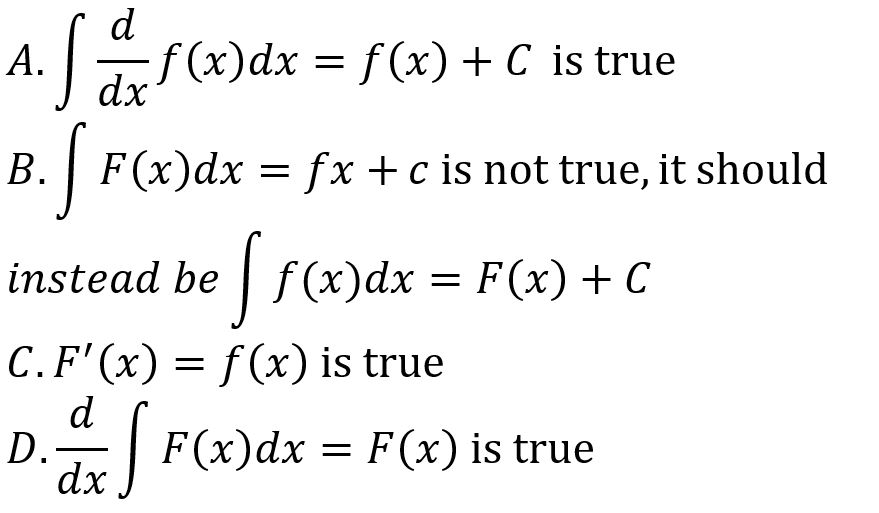 A. ∫ d/dx f(x)dx = f(x) + C is true
B. ∫ F(x)dx = fx + c is not true, it should
instead be ∫ f(x)dx = F(x) + C
C. F′(x) = f(x) is true
D. d/dx ∫ F(x)dx = F(x) is true